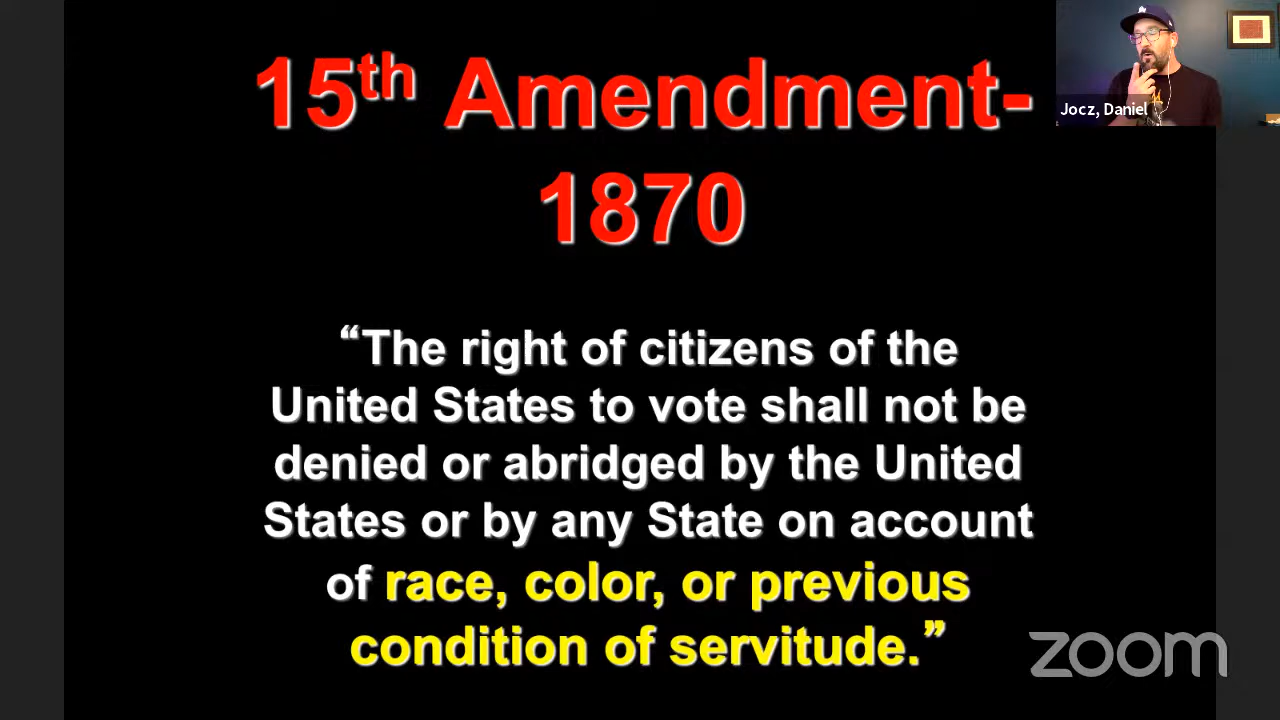 15th Amendment-
1870
“The right of citizens of the
United States to vote shall not be
denied or abridged by the United
States or by any State on account
of race, color, or previous
condition of servitude.”
Jocz, Daniel
zoom